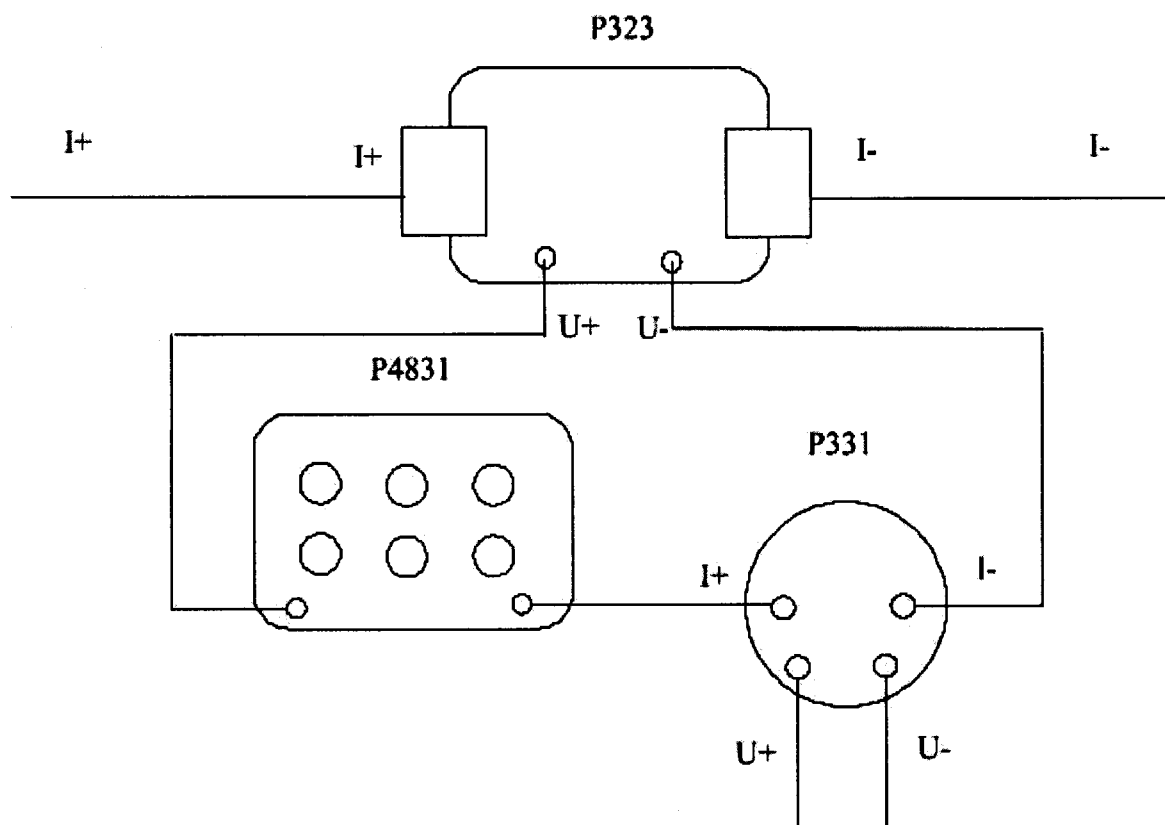 P323
I+
I+
I-
I-
U+
U-
P4831
P331
I+
I-
U+
U-